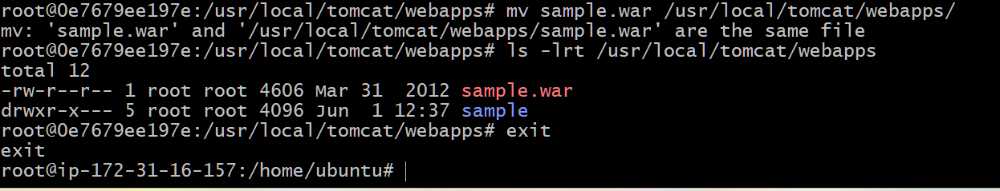 root@0e7679ee197e:/usr/local/tomcat/webapps# mv sample.war /usr/local/tomcat/webapps/
mv: 'sample.war' and '/usr/local/tomcat/webapps/sample.war' are the same file
root@0e7679ee197e:/usr/local/tomcat/webapps# ls -lrt /usr/local/tomcat/webapps
total 12
-rw-r--r-- 1 root root 4606 Mar 31  2012 sample.war
drwxr-x--- 5 root root 4096 Jun  1 12:37 sample
root@0e7679ee197e:/usr/local/tomcat/webapps# exit
exit
root@ip-172-31-16-157:/home/ubuntu#